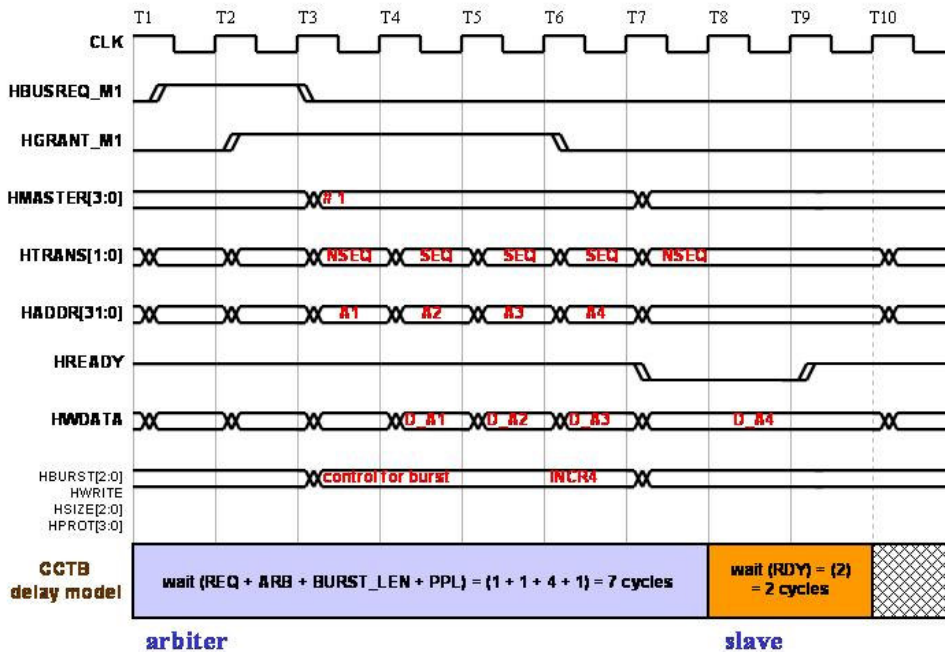 T1 T2 T3 T4 T5 T6 T7 T8 T9 T10
CLK
HBUSREQ_M1
HGRANT_M1
HMASTER[3:0] # 1
HTRANS[1:0] NSEQ SEQ SEQ SEQ NSEQ
HADDR[31:0] A1 A2 A3 A4
HREADY
HWDATA D_A1 D_A2 D_A3 D_A4
HBURST[2:0] control for burst INCR4
HWRITE
HSIZE[2:0]
HPROT[3:0]
CCTB
delay model
wait (REQ + ARB + BURST_LEN + PPL) = (1 + 1 + 4 + 1) = 7 cycles
wait (RDY) = (2)
= 2 cycles
arbiter slave